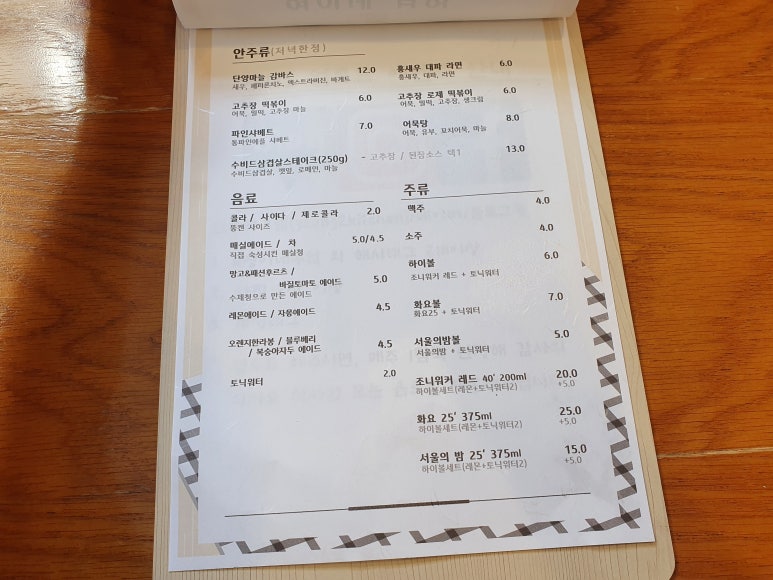 안주류(저녁한정)
단양마늘 감바스 12.0
새우, 페퍼론치노, 엑스트라버진, 바게트
고추장 떡볶이 6.0
어묵, 밀떡, 고추장 마늘
파인샤베트 7.0
통파인애플 샤베트
수비드삼겹살스테이크(250g) - 고추장 / 된장소스 택1 13.0
수비드삼겹살, 깻잎, 로메인, 마늘
홍새우 대파 라면 6.0
홍새우, 대파, 라면
고추장 로제 떡볶이 6.0
어묵, 밀떡, 고추장, 생크림
어묵탕 8.0
어묵, 유부, 꼬치어묵, 마늘
음료
콜라 / 사이다 / 제로콜라 2.0
뚱캔 사이즈
매실에이드 / 차 5.0/4.5
직접 숙성시킨 매실청
망고&패션후르츠 /
바질토마토 에이드 5.0
수제청으로 만든 에이드
레몬에이드 / 자몽에이드 4.5
오렌지한라봉 / 블루베리
/ 복숭아자두 에이드 4.5
토닉워터 2.0
주류
맥주 4.0
소주 4.0
하이볼 6.0
조니워커 레드 + 토닉워터
화요볼 7.0
화요25 + 토닉워터
서울의밤볼 5.0
서울의밤 + 토닉워터
조니워커 레드 40' 200ml 20.0
하이볼세트(레몬+토닉워터2) +5.0
화요 25' 375ml 25.0
하이볼세트(레몬+토닉워터2) +5.0
서울의 밤 25' 375ml 15.0
하이볼세트(레몬+토닉워터2) +5.0